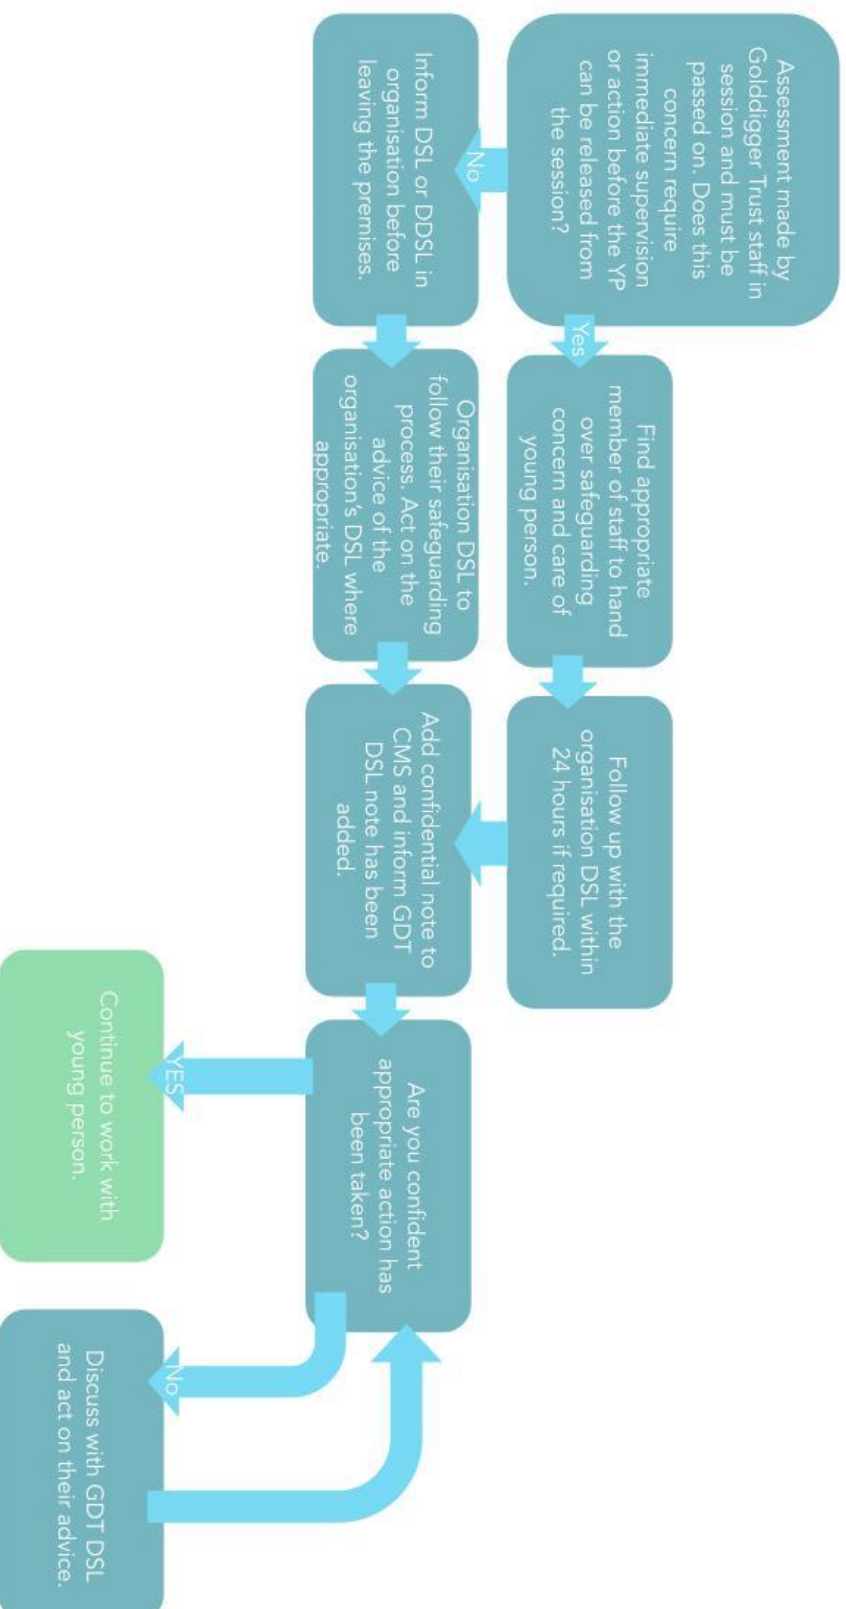 Assessment made by
Golddigger Trust staff in
session and must be
passed on. Does this
concern require
immediate supervision
or action before the YP
can be released from
the session?
Yes
Find appropriate
member of staff to hand
over safeguarding
concern and care of
young person.
Follow up with the
organisation DSL within
24 hours if required.
No
Inform DSL or DDSL in
organisation before
leaving the premises.
Organisation DSL to
follow their safeguarding
process. Act on the
advice of the
organisation's DSL where
appropriate.
Add confidential note to
CMS and inform GDT
DSL note has been
added.
Are you confident
appropriate action has
been taken?
YES
Continue to work with
young person.
No
Discuss with GDT DSL
and act on their advice.